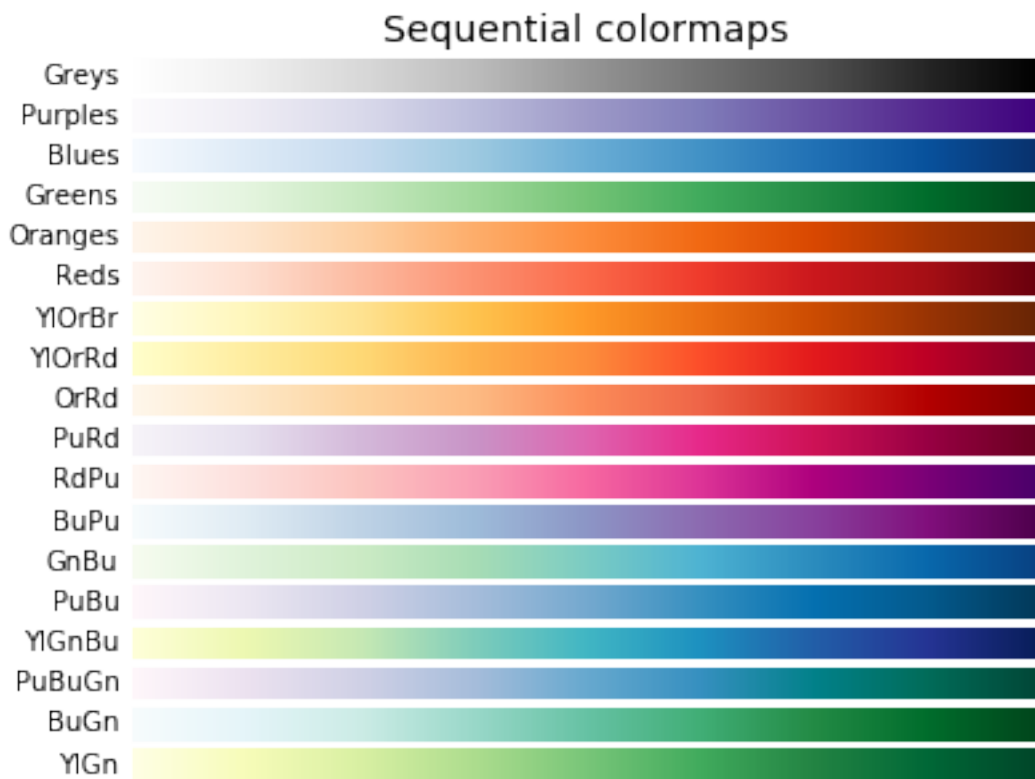 Sequential colormaps
Greys
Purples
Blues
Greens
Oranges
Reds
YlOrBr
YlOrRd
OrRd
PuRd
RdPu
BuPu
GnBu
PuBu
YlGnBu
PuBuGn
BuGn
YlGn